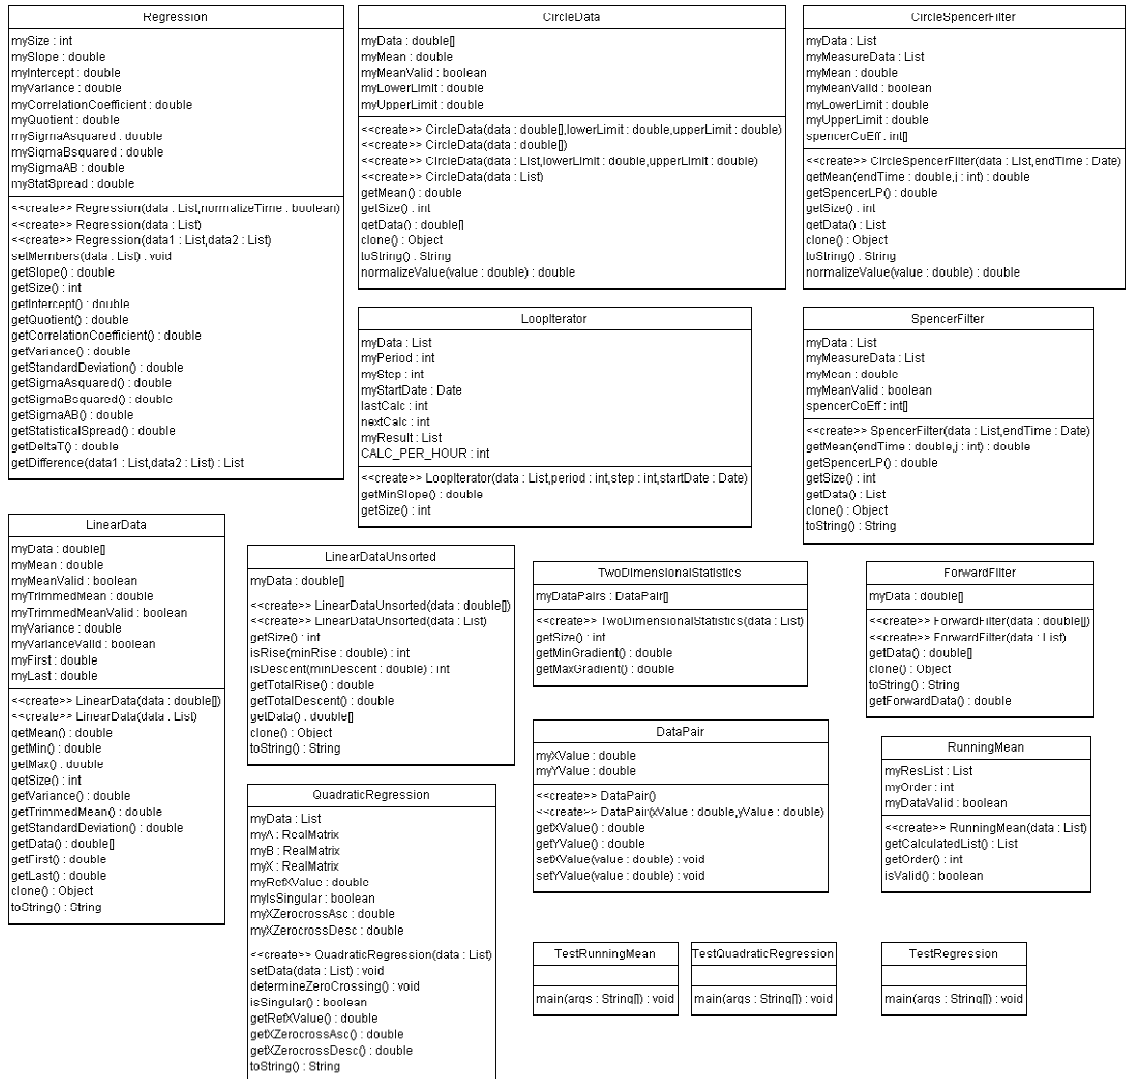 Regression
mySize : int
mySlope : double
myIntercept : double
myVariance : double
myCorrelationCoefficient : double
myQuotient : double
mySigmaAsquared : double
mySigmaBsquared : double
mySigmaAB : double
myStatSpread : double
<<create>> Regression(data : List,normalizeTime : boolean)
<<create>> Regression(data : List)
<<create>> Regression(data1 : List,data2 : List)
setMembers(data : List) : void
getSlope() : double
getSize() : int
getIntercept() : double
getQuotient() : double
getCorrelationCoefficient() : double
getVariance() : double
getStandardDeviation() : double
getSigmaAsquared() : double
getSigmaBsquared() : double
getSigmaAB() : double
getStatisticalSpread() : double
getDeltaT() : double
getDifference(data1 : List,data2 : List) : List
CircleData
myData : double[]
myMean : double
myMeanValid : boolean
myLowerLimit : double
myUpperLimit : double
<<create>> CircleData(data : double[],lowerLimit : double,upperLimit : double)
<<create>> CircleData(data : double[])
<<create>> CircleData(data : List,lowerLimit : double,upperLimit : double)
<<create>> CircleData(data : List)
getMean() : double
getSize() : int
getData() : double[]
clone() : Object
toString() : String
normalizeValue(value : double) : double
CircleSpencerFilter
myData : List
myMeasureData : List
myMean : double
myMeanValid : boolean
myLowerLimit : double
myUpperLimit : double
spencerCoEff : int[]
<<create>> CircleSpencerFilter(data : List,endTime : Date)
getMean(endTime : double,j : int) : double
getSpencerLP() : double
getSize() : int
getData() : List
clone() : Object
toString() : String
normalizeValue(value : double) : double
LoopIterator
myData : List
myPeriod : int
myStep : int
myStartDate : Date
lastCalc : int
nextCalc : int
myResult : List
CALC_PER_HOUR : int
<<create>> LoopIterator(data : List,period : int,step : int,startDate : Date)
getMinSlope() : double
getSize() : int
SpencerFilter
myData : List
myMeasureData : List
myMean : double
myMeanValid : boolean
spencerCoEff : int[]
<<create>> SpencerFilter(data : List,endTime : Date)
getMean(endTime : double,j : int) : double
getSpencerLP() : double
getSize() : int
getData() : List
clone() : Object
toString() : String
LinearData
myData : double[]
myMean : double
myMeanValid : boolean
myTrimmedMean : double
myTrimmedMeanValid : boolean
myVariance : double
myVarianceValid : boolean
myFirst : double
myLast : double
<<create>> LinearData(data : double[])
<<create>> LinearData(data : List)
getMean() : double
getMin() : double
getMax() : double
getSize() : int
getVariance() : double
getTrimmedMean() : double
getStandardDeviation() : double
getData() : double[]
getFirst() : double
getLast() : double
clone() : Object
toString() : String
LinearDataUnsorted
myData : double[]
<<create>> LinearDataUnsorted(data : double[])
<<create>> LinearDataUnsorted(data : List)
getSize() : int
isRise(minRise : double) : int
isDescent(minDescent : double) : int
getTotalRise() : double
getTotalDescent() : double
getData() : double[]
clone() : Object
toString() : String
TwoDimensionalStatistics
myDataPairs : DataPair[]
<<create>> TwoDimensionalStatistics(data : List)
getSize() : int
getMinGradient() : double
getMaxGradient() : double
ForwardFilter
myData : double[]
<<create>> ForwardFilter(data : double[])
<<create>> ForwardFilter(data : List)
getData() : double[]
clone() : Object
toString() : String
getForwardData() : double
DataPair
myXValue : double
myYValue : double
<<create>> DataPair()
<<create>> DataPair(xValue : double,yValue : double)
getXValue() : double
getYValue() : double
setXValue(value : double) : void
setYValue(value : double) : void
RunningMean
myResList : List
myOrder : int
myDataValid : boolean
<<create>> RunningMean(data : List)
getCalculatedList() : List
getOrder() : int
isValid() : boolean
QuadraticRegression
myData : List
myA : RealMatrix
myB : RealMatrix
myX : RealMatrix
myRefXValue : double
myIsSingular : boolean
myXZerocrossAsc : double
myXZerocrossDesc : double
<<create>> QuadraticRegression(data : List)
setData(data : List) : void
determineZeroCrossing() : void
isSingular() : boolean
getRefXValue() : double
getXZerocrossAsc() : double
getXZerocrossDesc() : double
toString() : String
TestRunningMean
main(args : String[]) : void
TestQuadraticRegression
main(args : String[]) : void
TestRegression
main(args : String[]) : void